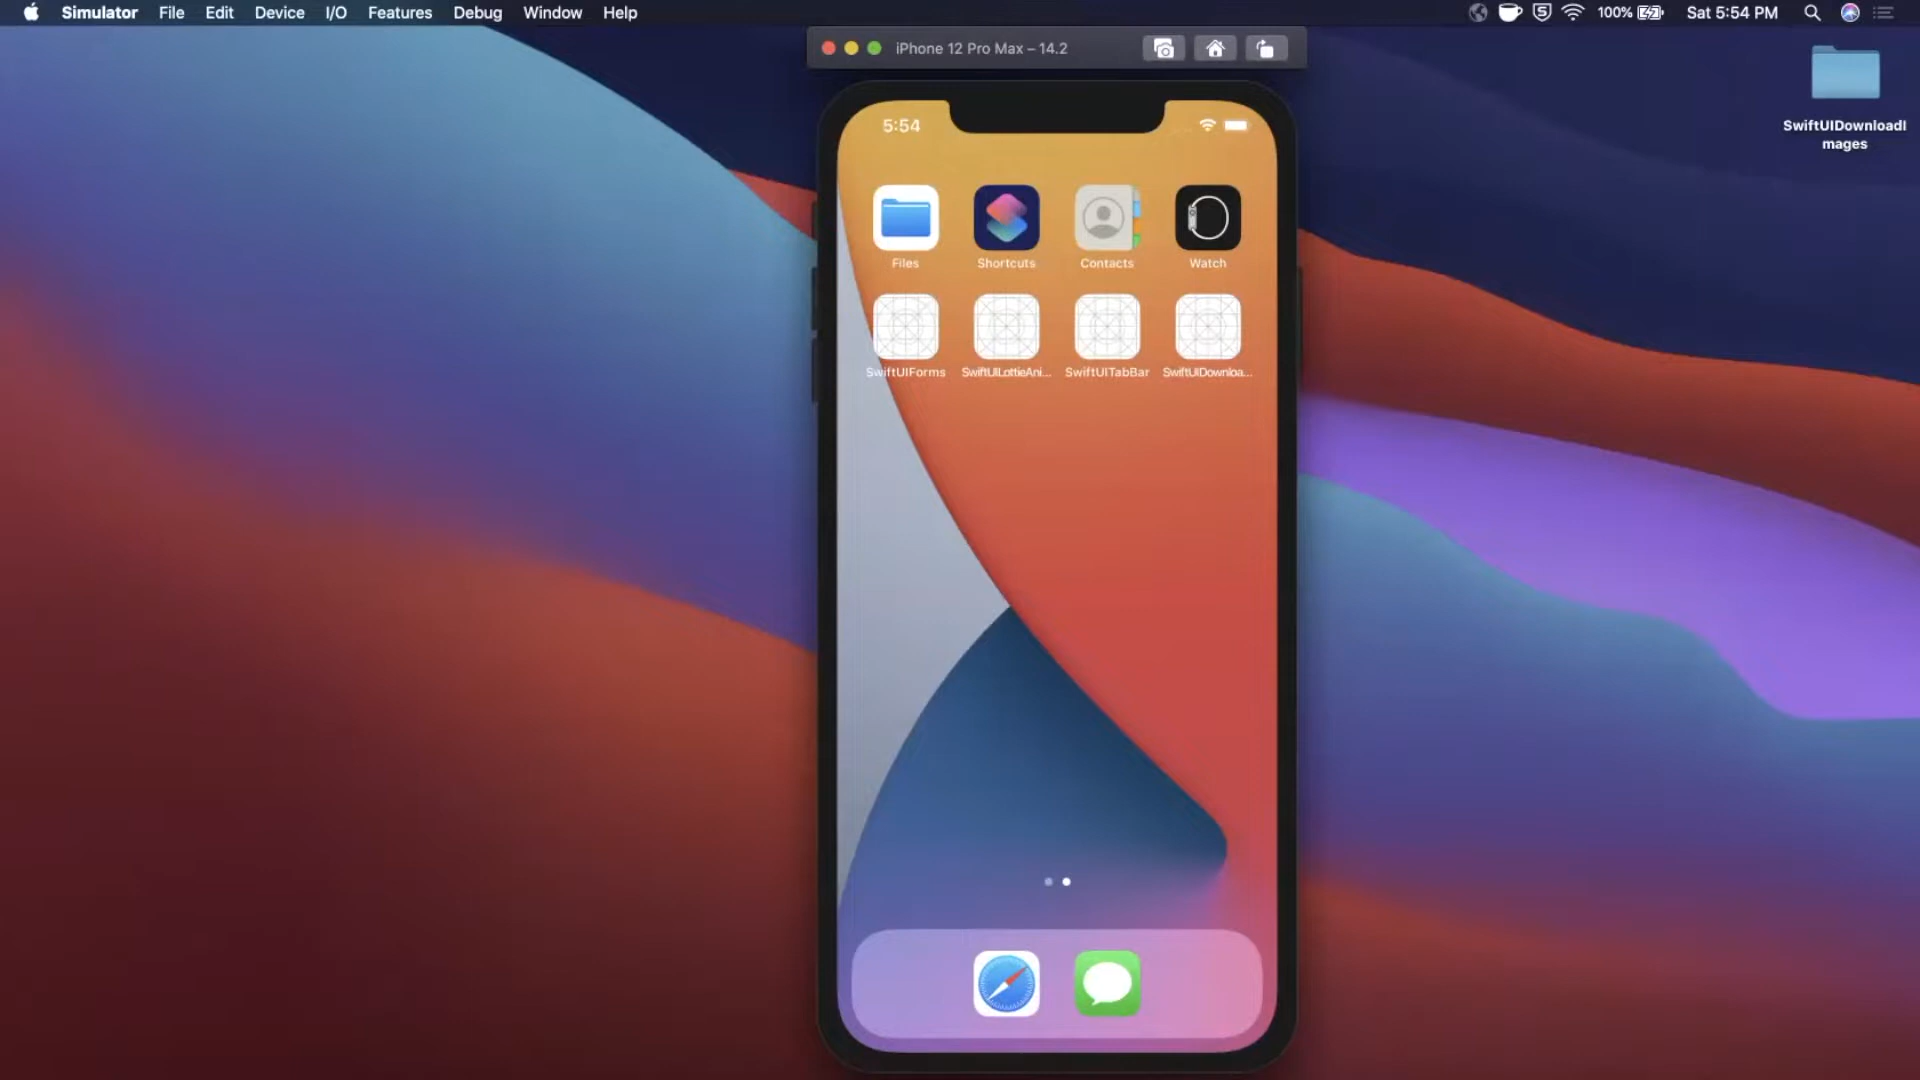 Simulator File Edit Device I/O Features Debug Window Help 100% Sat 5:54 PM
iPhone 12 Pro Max – 14.2
SwiftUIDownloadI
mages
5:54
Files Shortcuts Contacts Watch
SwiftUIForms SwiftUILottieAni... SwiftUITabBar SwiftUIDownloa...